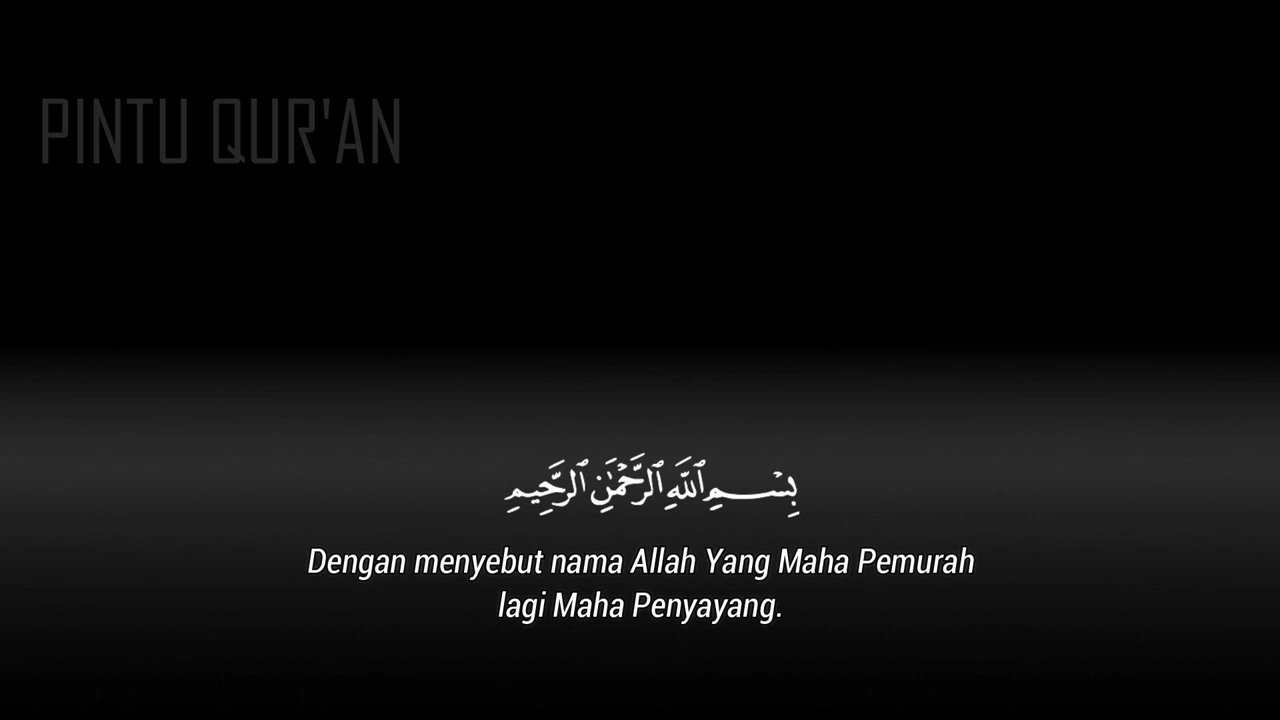 PINTU QUR'AN
بِسْمِ ٱللَّهِ ٱلرَّحْمَٰنِ ٱلرَّحِيمِ
Dengan menyebut nama Allah Yang Maha Pemurah
lagi Maha Penyayang.